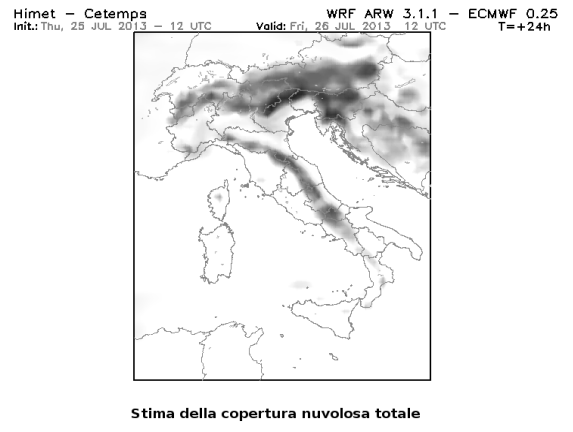 Himet – Cetemps WRF ARW 3.1.1 – ECMWF 0.25
Init.: Thu, 25 JUL 2013 – 12 UTC Valid: Fri, 26 JUL 2013 12 UTC T=+24h
Stima della copertura nuvolosa totale